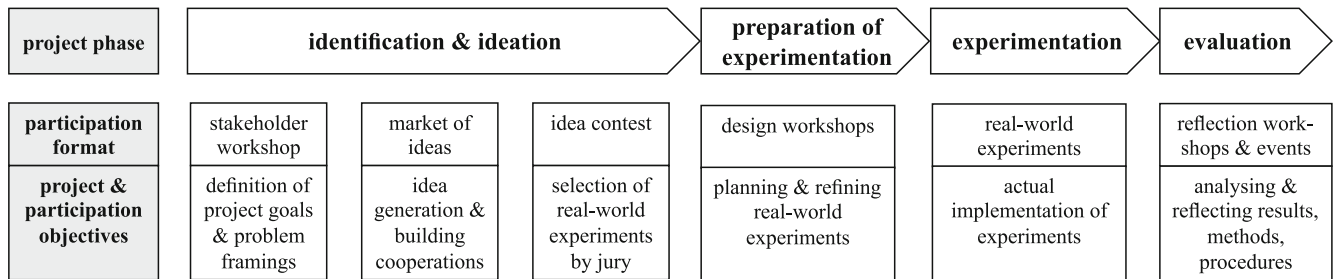 project phase
identification & ideation
preparation of
experimentation
experimentation
evaluation
participation
format
stakeholder
workshop
market of
ideas
idea contest
design workshops
real-world
experiments
reflection work-
shops & events
project &
participation
objectives
definition of
project goals
& problem
framings
idea
generation &
building
cooperations
selection of
real-world
experiments
by jury
planning & refining
real-world
experiments
actual
implementation of
experiments
analysing &
reflecting results,
methods,
procedures